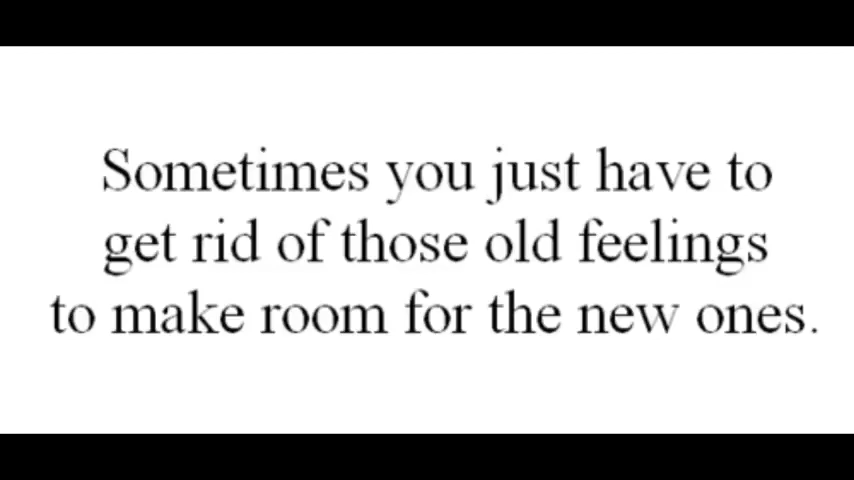 Sometimes you just have to
get rid of those old feelings
to make room for the new ones.